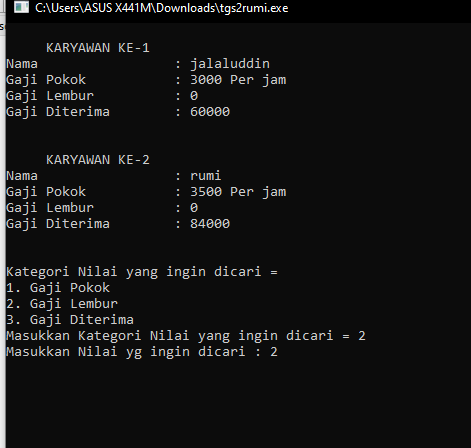 C:\Users\ASUS X441M\Downloads\tgs2rumi.exe
KARYAWAN KE-1
Nama : jalaluddin
Gaji Pokok : 3000 Per jam
Gaji Lembur : 0
Gaji Diterima : 60000
KARYAWAN KE-2
Nama : rumi
Gaji Pokok : 3500 Per jam
Gaji Lembur : 0
Gaji Diterima : 84000
Kategori Nilai yang ingin dicari =
1. Gaji Pokok
2. Gaji Lembur
3. Gaji Diterima
Masukkan Kategori Nilai yang ingin dicari = 2
Masukkan Nilai yg ingin dicari : 2